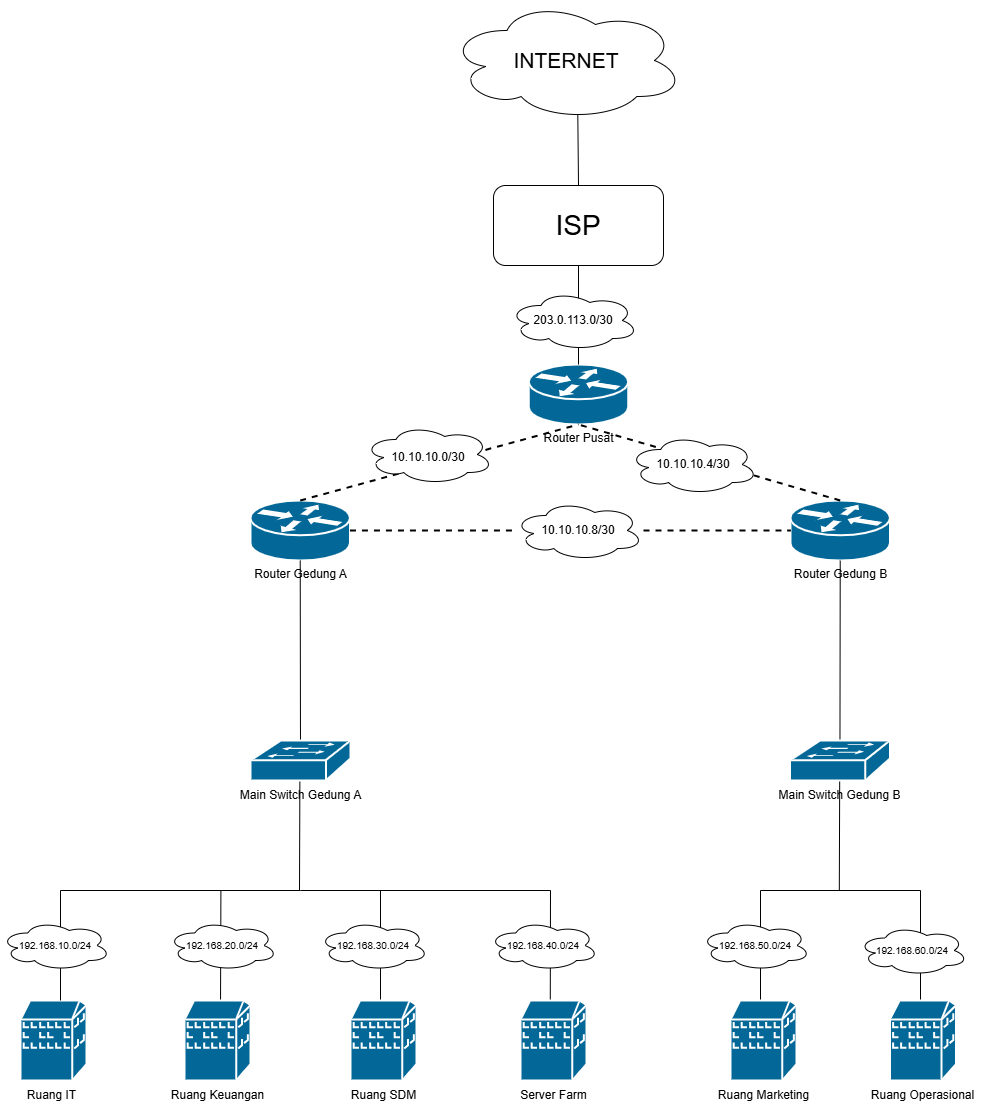 INTERNET
ISP
203.0.113.0/30
Router Pusat
10.10.10.0/30
10.10.10.4/30
10.10.10.8/30
Router Gedung A
Router Gedung B
Main Switch Gedung A
Main Switch Gedung B
192.168.10.0/24
192.168.20.0/24
192.168.30.0/24
192.168.40.0/24
192.168.50.0/24
192.168.60.0/24
Ruang IT
Ruang Keuangan
Ruang SDM
Server Farm
Ruang Marketing
Ruang Operasional